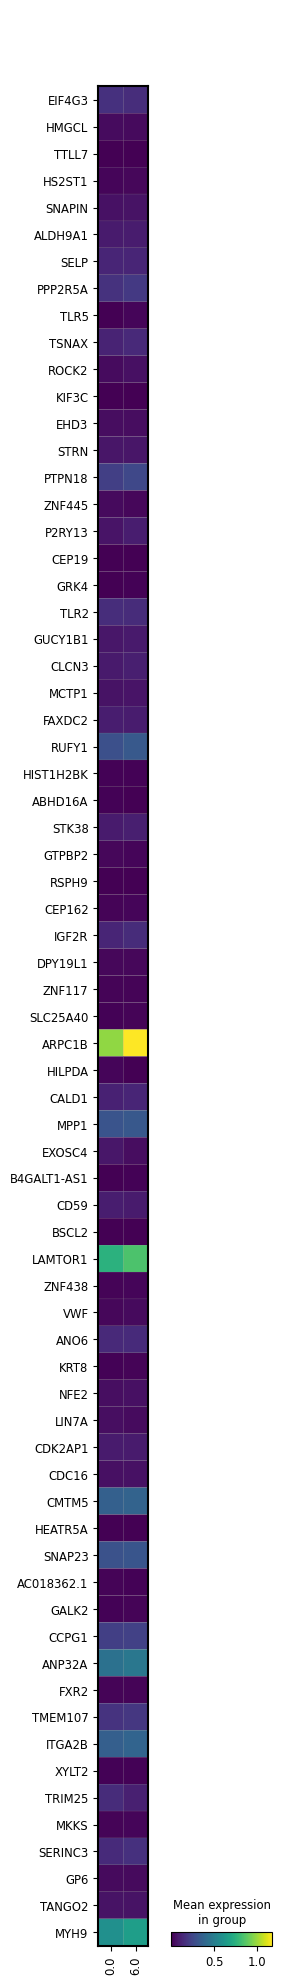 EIF4G3
HMGCL
TTLL7
HS2ST1
SNAPIN
ALDH9A1
SELP
PPP2R5A
TLR5
TSNAX
ROCK2
KIF3C
EHD3
STRN
PTPN18
ZNF445
P2RY13
CEP19
GRK4
TLR2
GUCY1B1
CLCN3
MCTP1
FAXDC2
RUFY1
HIST1H2BK
ABHD16A
STK38
GTPBP2
RSPH9
CEP162
IGF2R
DPY19L1
ZNF117
SLC25A40
ARPC1B
HILPDA
CALD1
MPP1
EXOSC4
B4GALT1-AS1
CD59
BSCL2
LAMTOR1
ZNF438
VWF
ANO6
KRT8
NFE2
LIN7A
CDK2AP1
CDC16
CMTM5
HEATR5A
SNAP23
AC018362.1
GALK2
CCPG1
ANP32A
FXR2
TMEM107
ITGA2B
XYLT2
TRIM25
MKKS
SERINC3
GP6
TANGO2
MYH9
0.0
6.0
Mean expression
in group
0.5 1.0